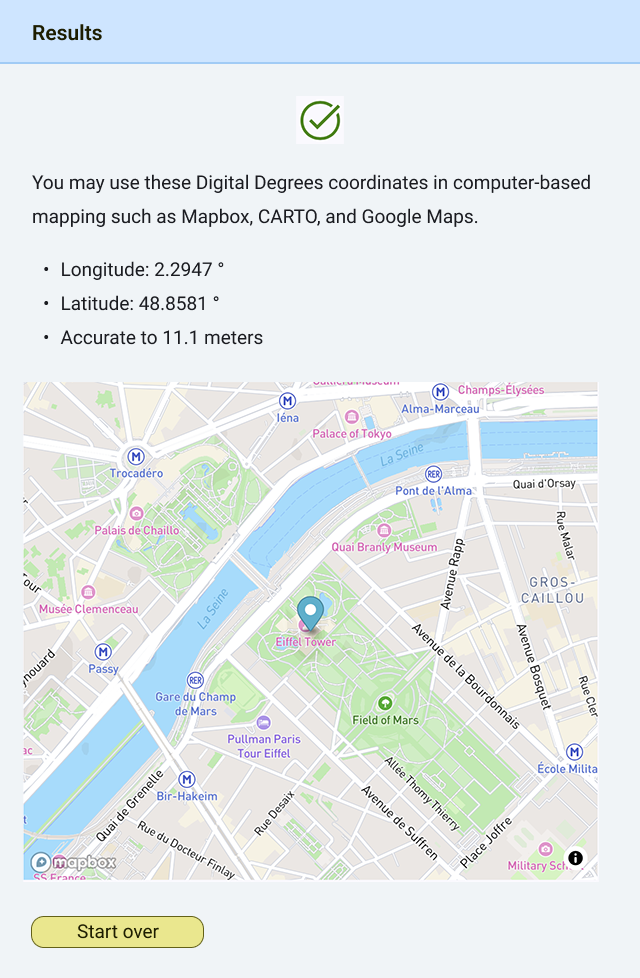 Results
You may use these Digital Degrees coordinates in computer-based
mapping such as Mapbox, CARTO, and Google Maps.
• Longitude: 2.2947 °
• Latitude: 48.8581 °
• Accurate to 11.1 meters
Museum
Champs-Élysées
Iéna
Alma-Marceau
Palace of Tokyo
Trocadéro
La Seine
RER
Pont de l'Alma
Quai d'Orsay
Palais de Chaillo
Quai Branly Museum
Rue Malar
Avenue Rapp
GROS-
CAILLOU
Musée Clemenceau
La Seine
Eiffel Tower
Passy
Avenue de la Bourdonnais
Avenue Bosquet
RER
Gare du Champ
de Mars
Rue Cler
Field of Mars
Pullman Paris
Tour Eiffel
École Milita
Bir-Hakeim
Allée Thomy Thierry
Quai de Grenelle
Rue Desaix
Avenue de Suffren
Place Joffre
Rue du Docteur Finlay
mapbox
SS France
Military Sch
Start over